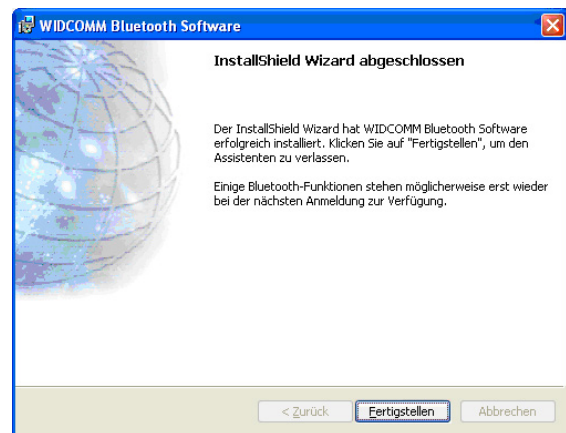 WIDCOMM Bluetooth Software
InstallShield Wizard abgeschlossen
Der InstallShield Wizard hat WIDCOMM Bluetooth Software
erfolgreich installiert. Klicken Sie auf "Fertigstellen", um den
Assistenten zu verlassen.
Einige Bluetooth-Funktionen stehen möglicherweise erst wieder
bei der nächsten Anmeldung zur Verfügung.
< Zurück Fertigstellen Abbrechen